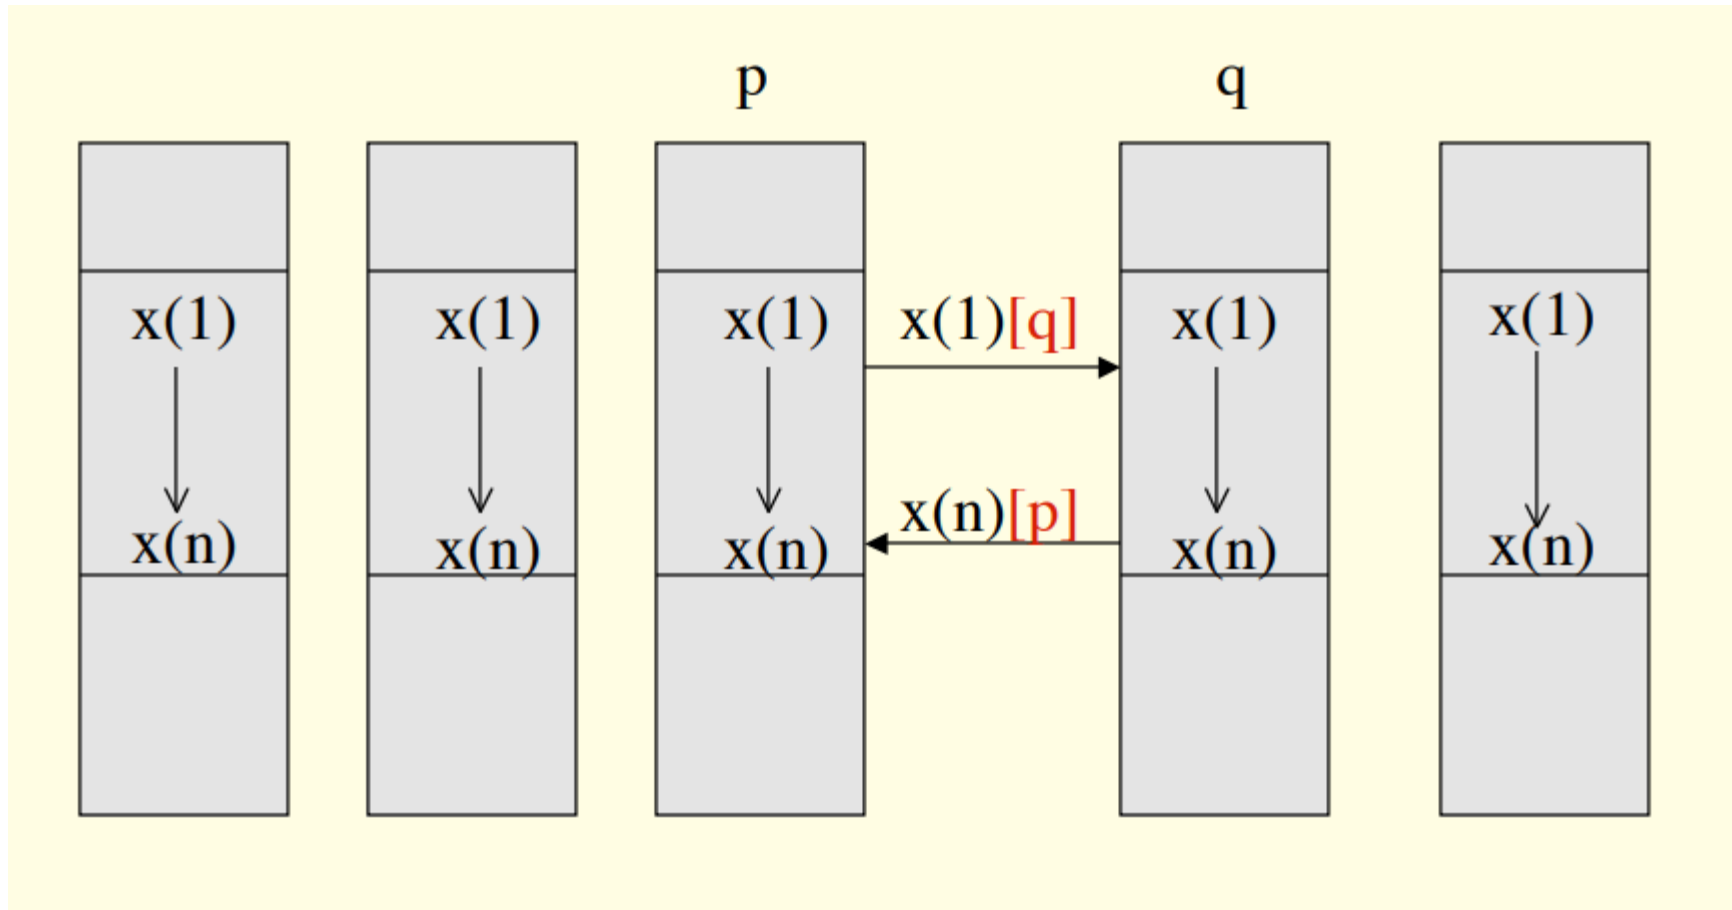 p q
x(1) x(1) x(1) x(1)[q] x(1) x(1)
x(n)[p]
x(n) x(n) x(n) x(n) x(n)